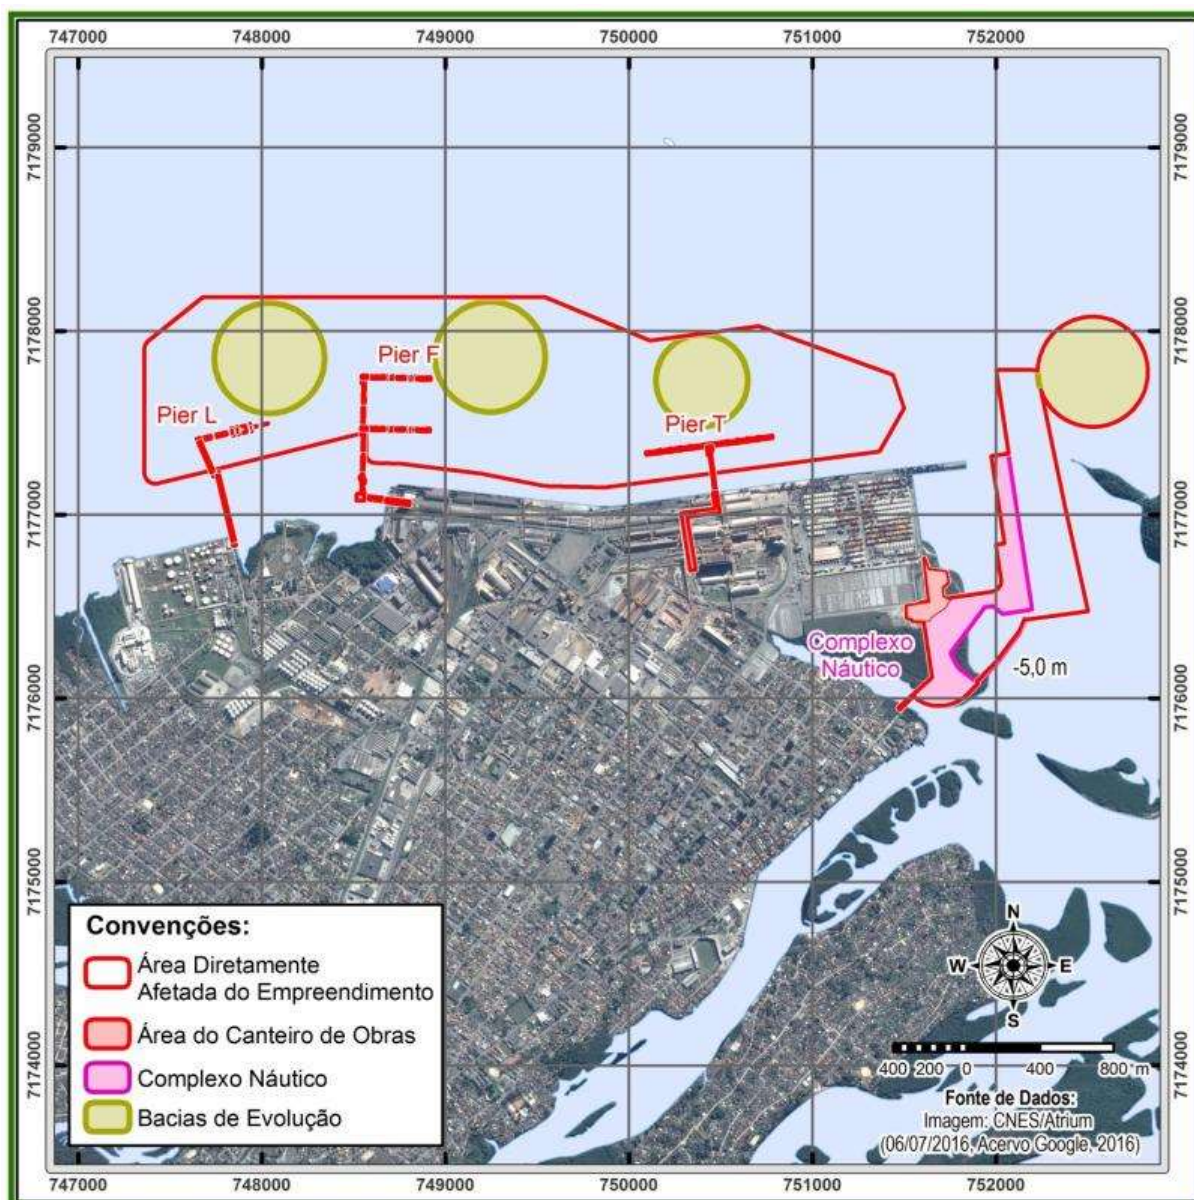 747000 748000 749000 750000 751000 752000
7179000 7179000
7178000 7178000
Pier F
Pier L
Pier T
7177000 7177000
Complexo
Náutico
-5,0 m
7176000 7176000
7175000 7175000
Convenções:
Área Diretamente
Afetada do Empreendimento
Área do Canteiro de Obras
Complexo Náutico
Bacias de Evolução
N
W E
S
7174000 7174000
400 200 0 400 800 m
Fonte de Dados:
Imagem: CNES/Atrium
(06/07/2016, Acervo Google, 2016)
747000 748000 749000 750000 751000 752000